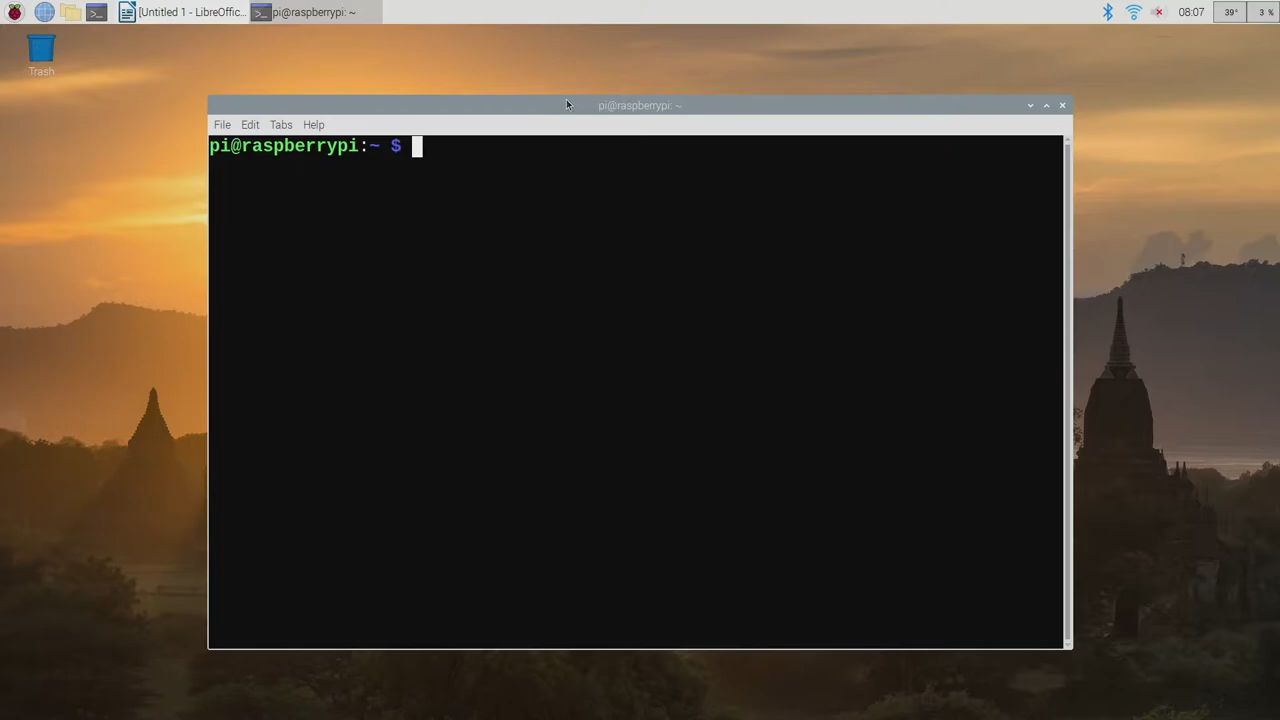 [Untitled 1 - LibreOffic...
pi@raspberrypi: ~
08:07
39°
3 %
Trash
pi@raspberrypi: ~
File Edit Tabs Help
pi@raspberrypi:~ $